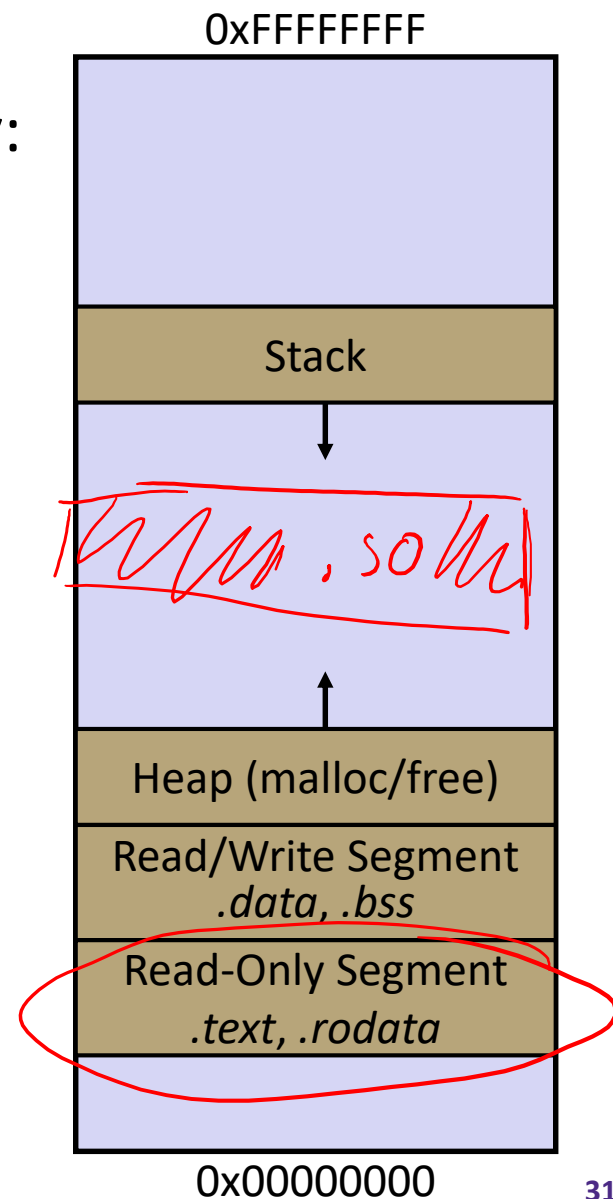 0xFFFFFFFF
:
Stack
.so
Heap (malloc/free)
Read/Write Segment
.data, .bss
Read-Only Segment
.text, .rodata
0x00000000
31